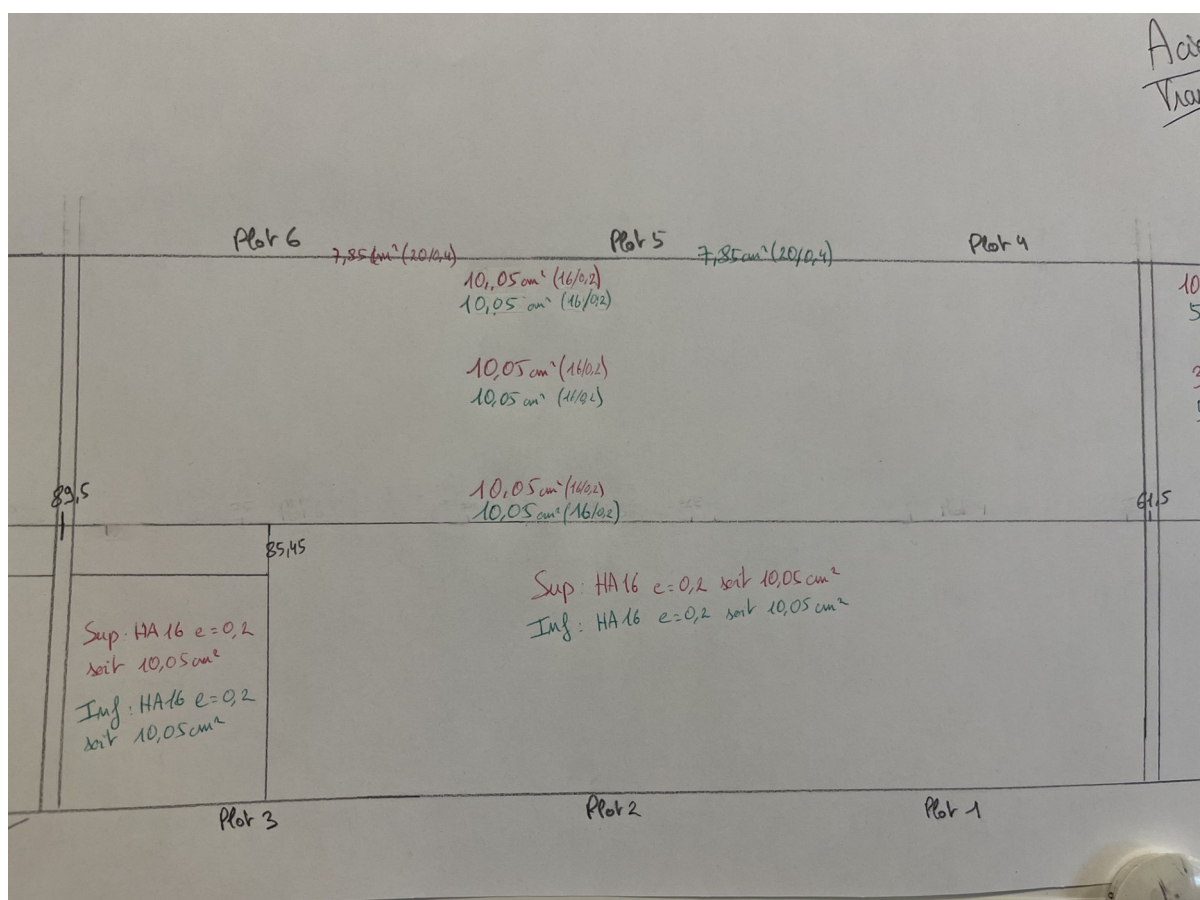 Plot 6
Plot 5
Plot 4
7,85 cm² (20/0,4)
7,85 cm² (20/0,4)
10,05 cm² (16/0,2)
10,05 cm² (16/0,2)
10,05 cm² (16/0,2)
10,05 cm² (16/0,2)
10,05 cm² (16/0,2)
10,05 cm² (16/0,2)
89,5
61,5
85,45
Sup: HA16 e=0,2 soit 10,05 cm²
Inf: HA16 e=0,2 soit 10,05 cm²
Sup: HA16 e=0,2
soit 10,05 cm²
Inf: HA16 e=0,2
soit 10,05 cm²
Plot 3
Plot 2
Plot 1
10
5